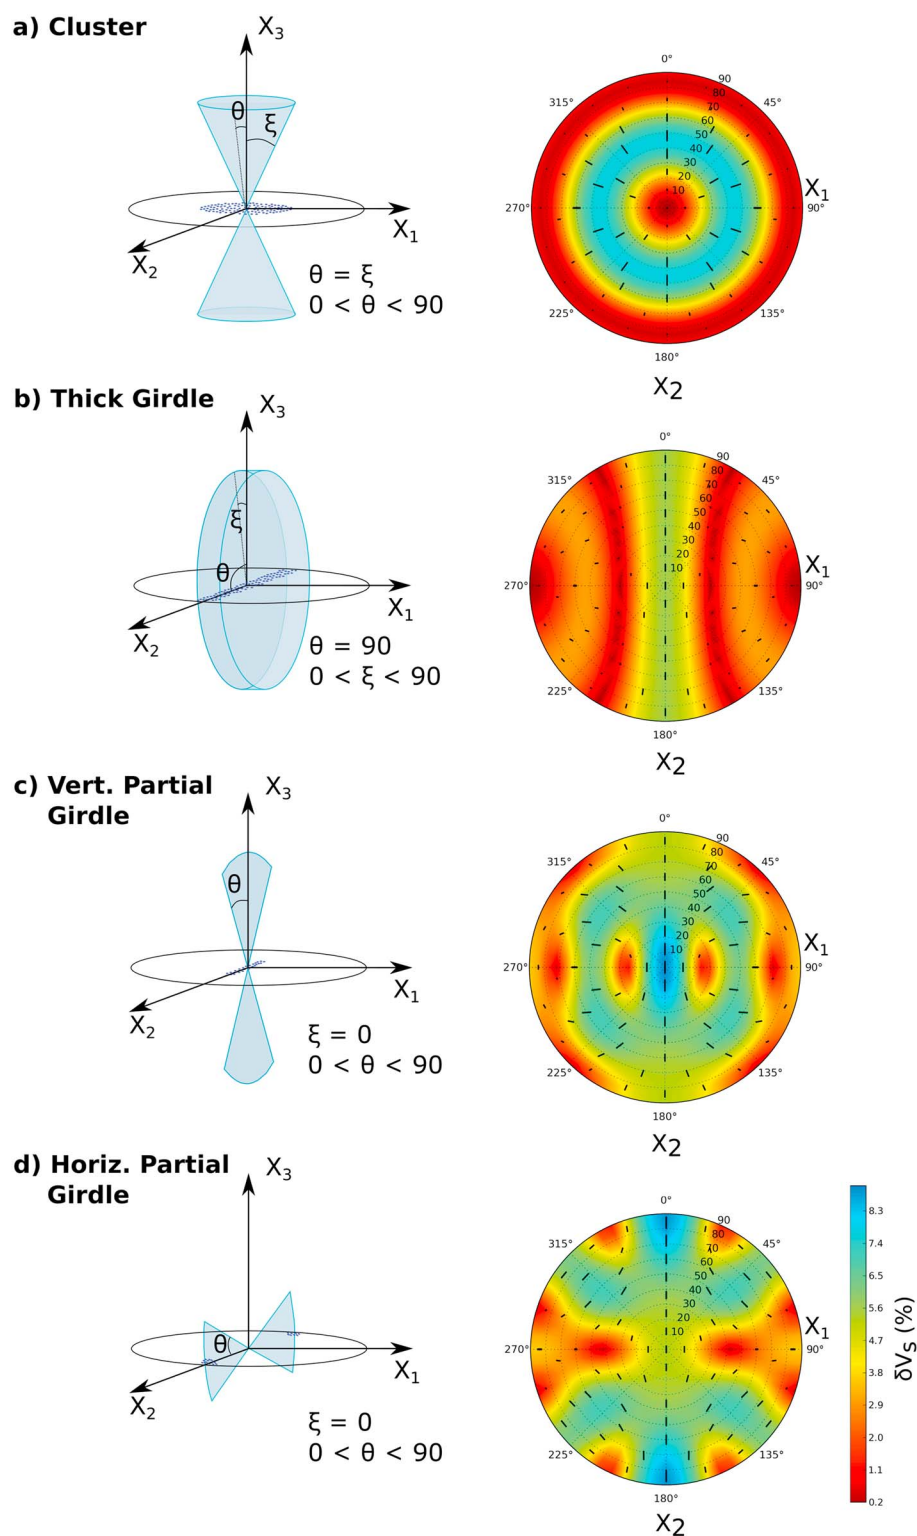 a) Cluster
X3
θ
ξ
X1
X2
θ = ξ
0 < θ < 90
0°
45°
90°
135°
180°
225°
270°
315°
10
20
30
40
50
60
70
80
90
X1
X2
b) Thick Girdle
X3
ξ
θ
X1
X2
θ = 90
0 < ξ < 90
0°
45°
90°
135°
180°
225°
270°
315°
10
20
30
40
50
60
70
80
90
X1
X2
c) Vert. Partial
Girdle
X3
θ
X1
X2
ξ = 0
0 < θ < 90
0°
45°
90°
135°
180°
225°
270°
315°
10
20
30
40
50
60
70
80
90
X1
X2
d) Horiz. Partial
Girdle
X3
θ
X1
X2
ξ = 0
0 < θ < 90
0°
45°
90°
135°
180°
225°
270°
315°
10
20
30
40
50
60
70
80
90
X1
X2
8.3
7.4
6.5
5.6
4.7
3.8
2.9
2.0
1.1
0.2
δVs (%)